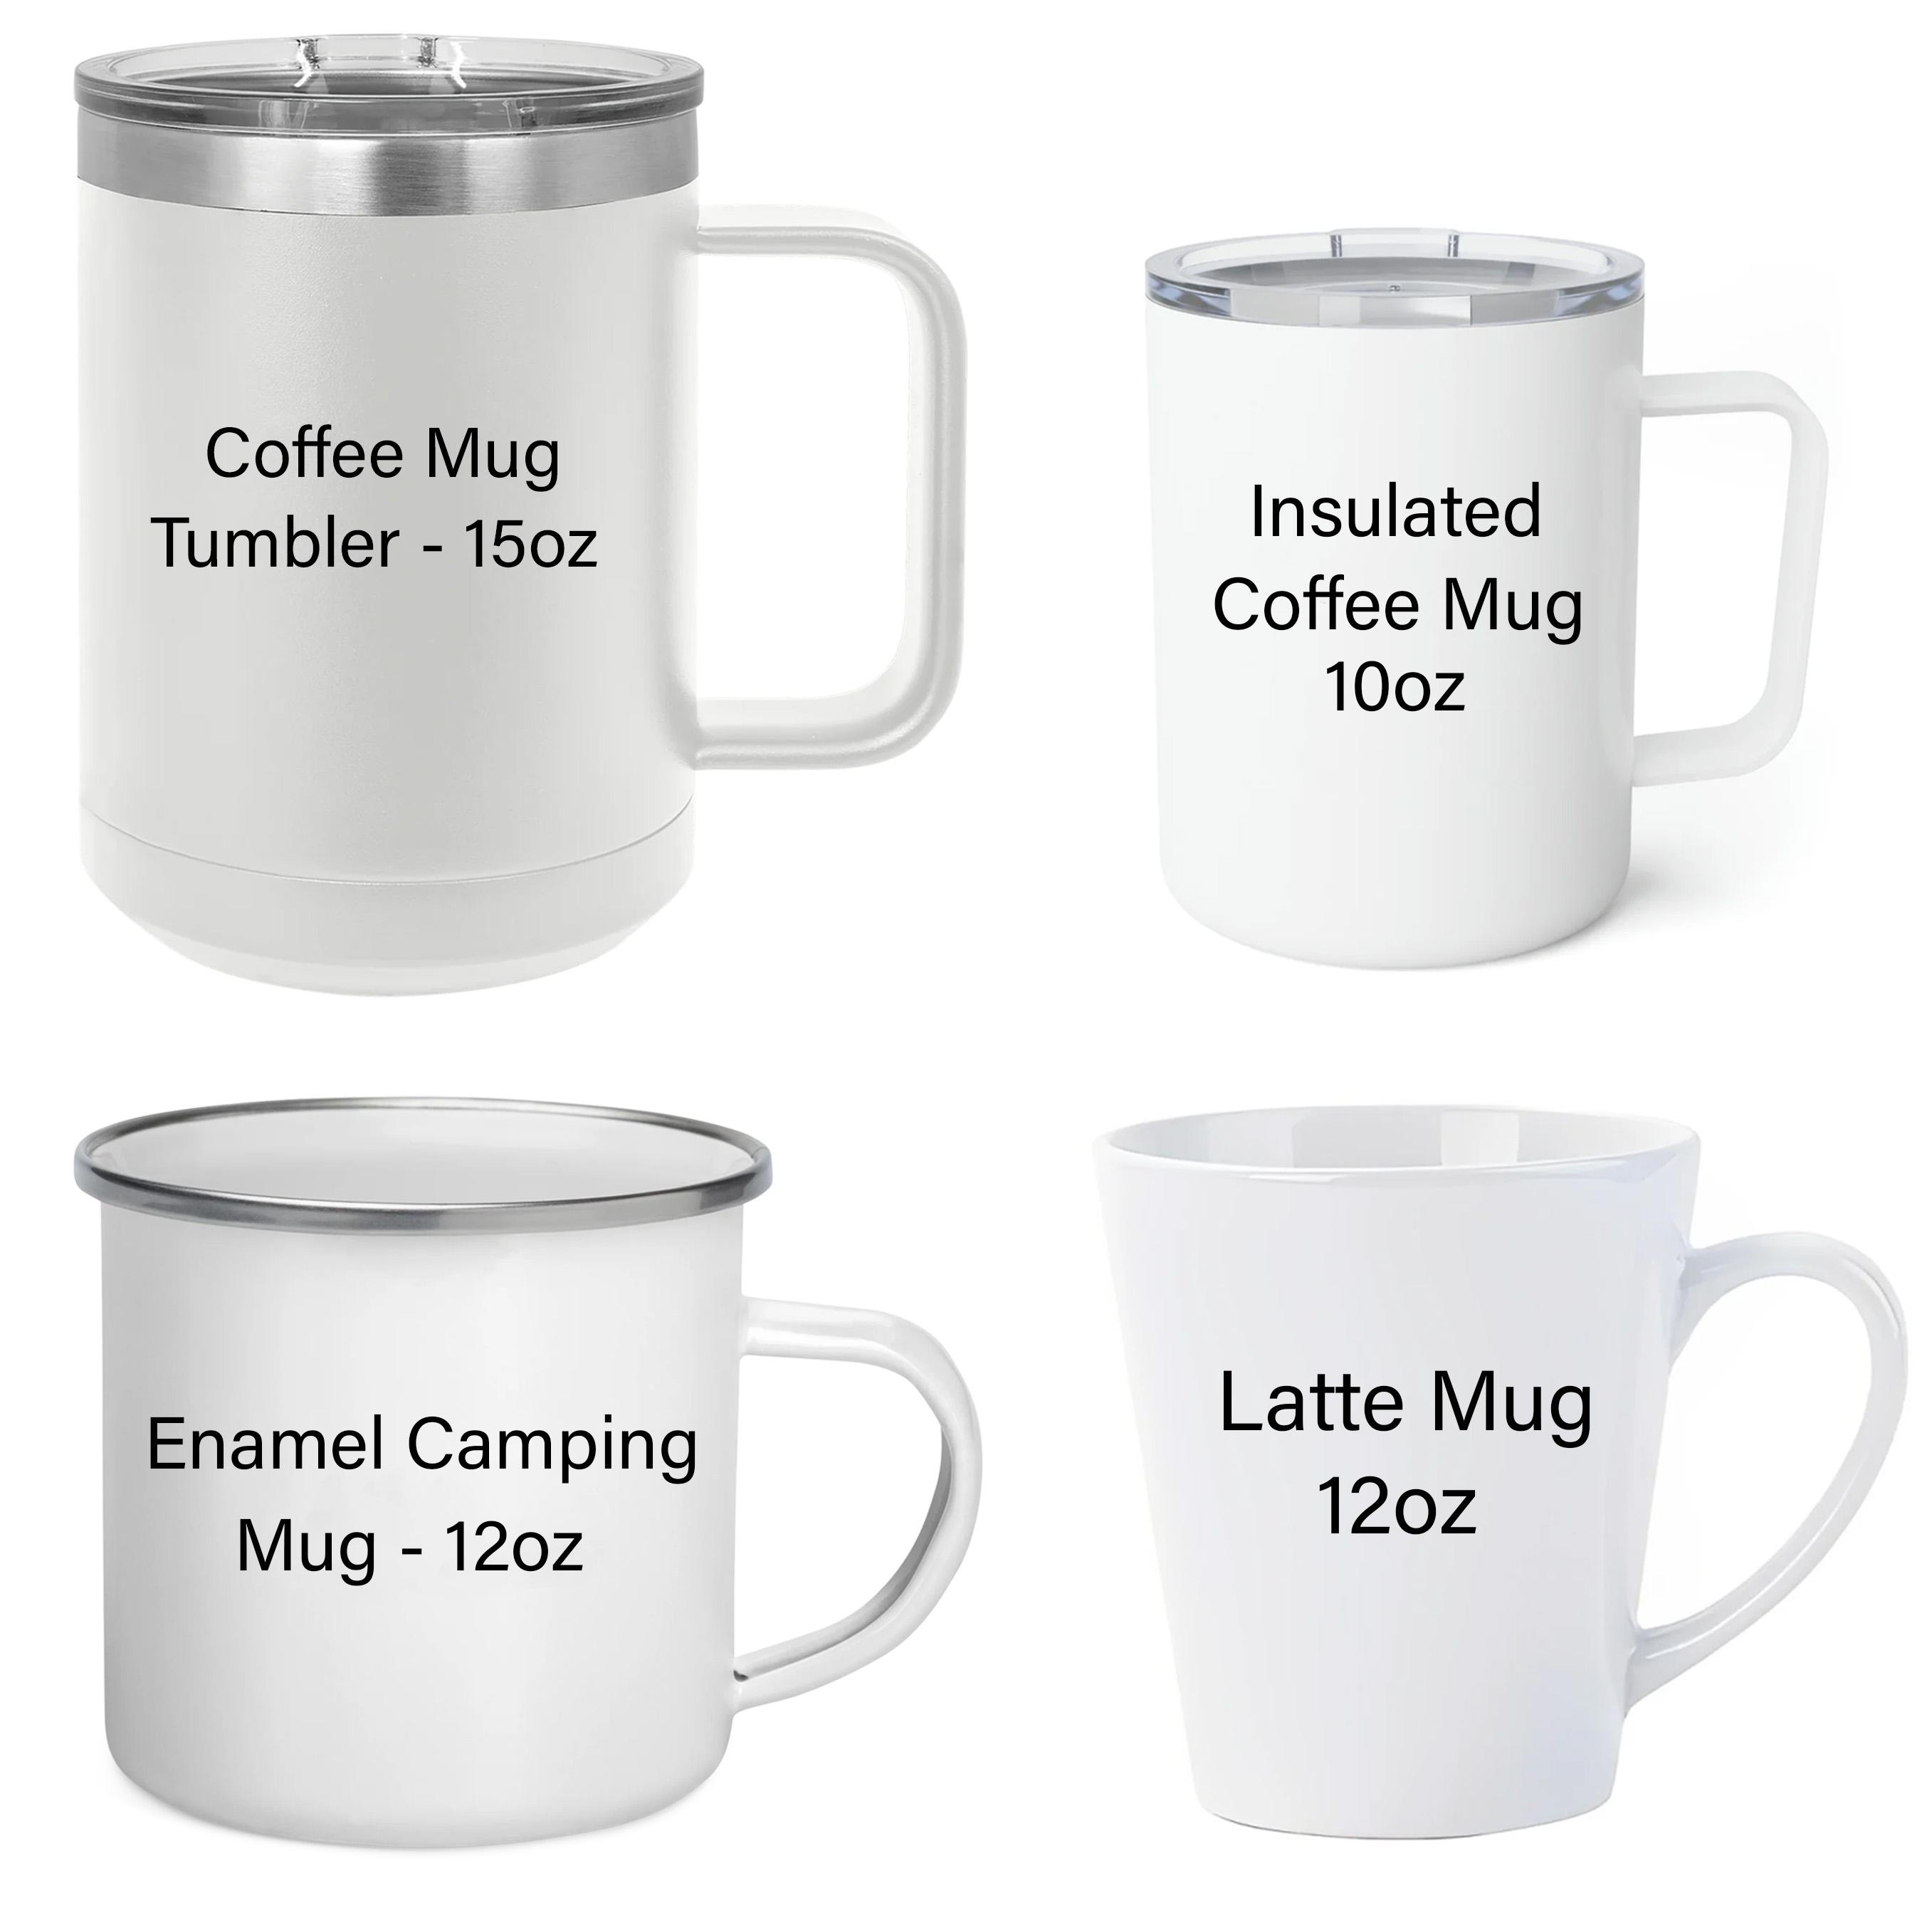 Coffee Mug
Tumbler - 15oz
Insulated
Coffee Mug
10oz
Enamel Camping
Mug - 12oz
Latte Mug
12oz